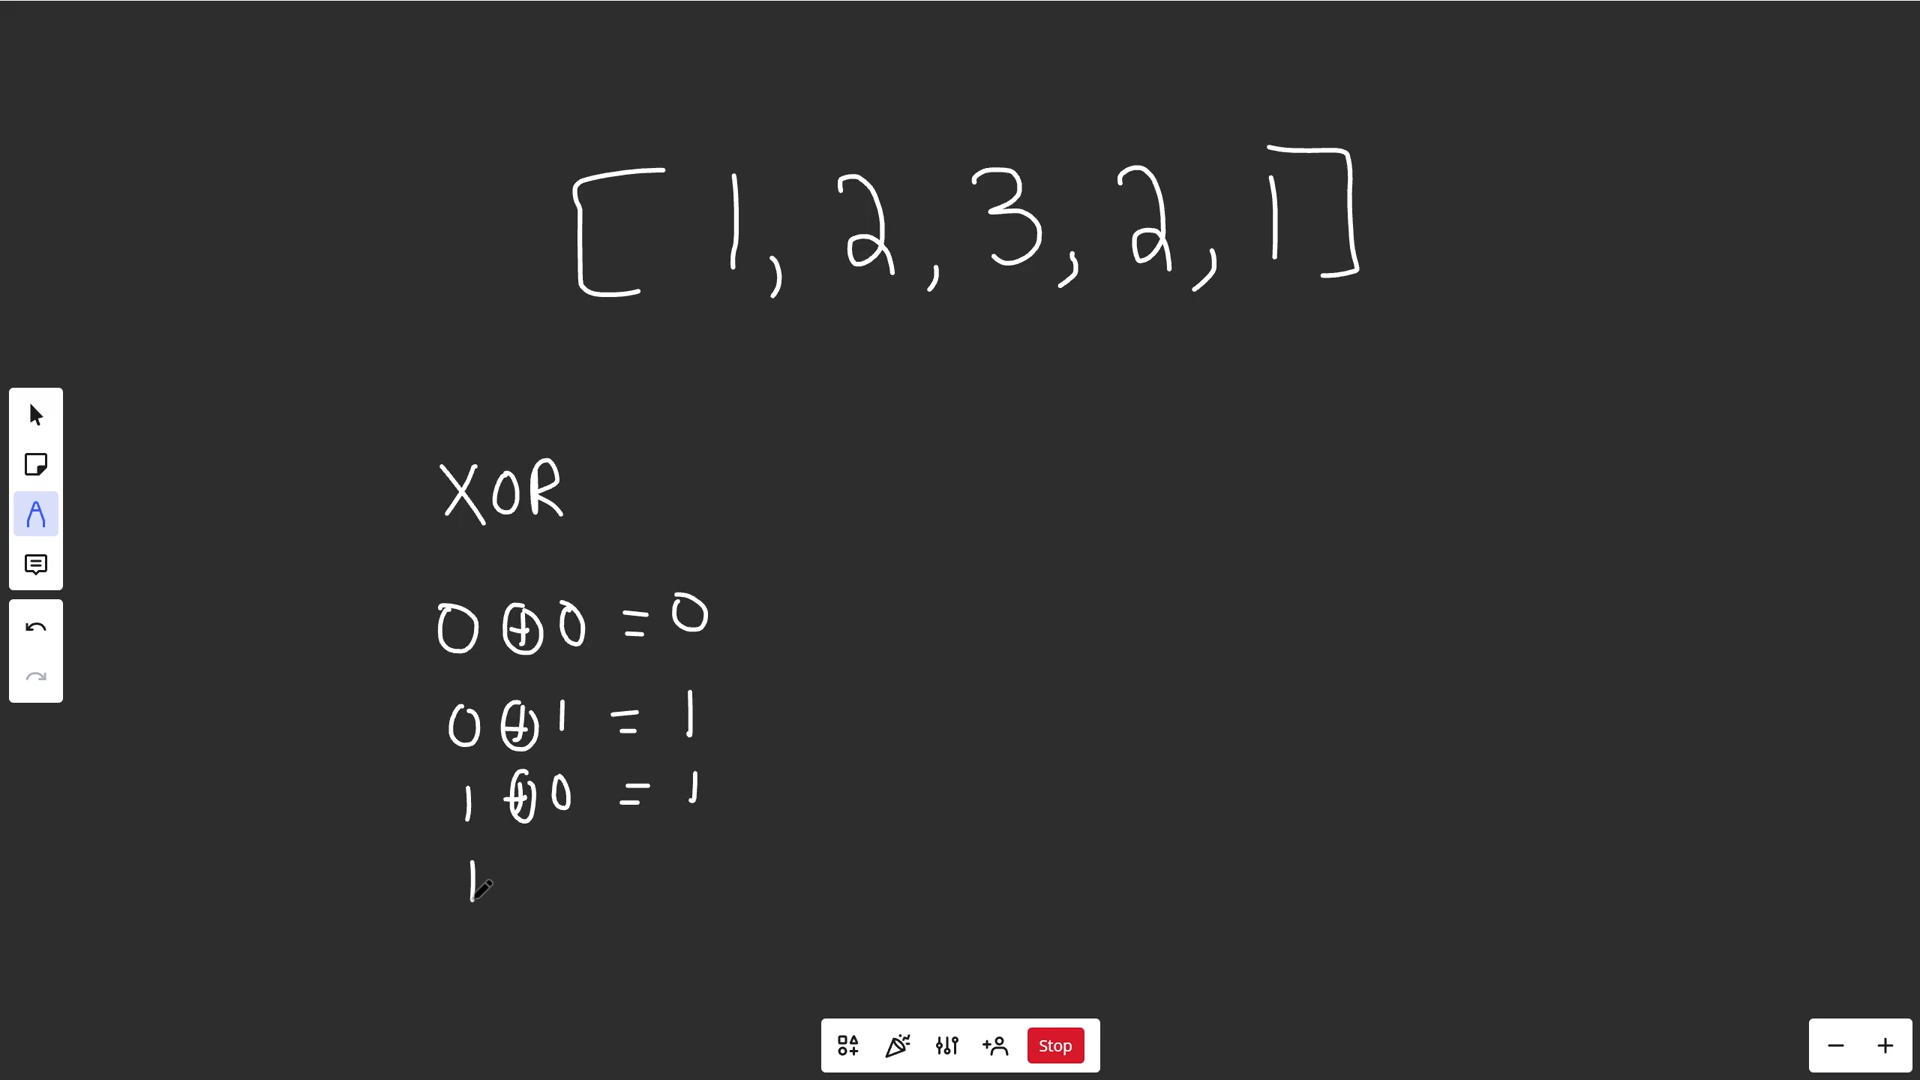 [ 1, 2, 3, 2, 1 ]
XOR
0 ⊕ 0 = 0
0 ⊕ 1 = 1
1 ⊕ 0 = 1
1
Stop